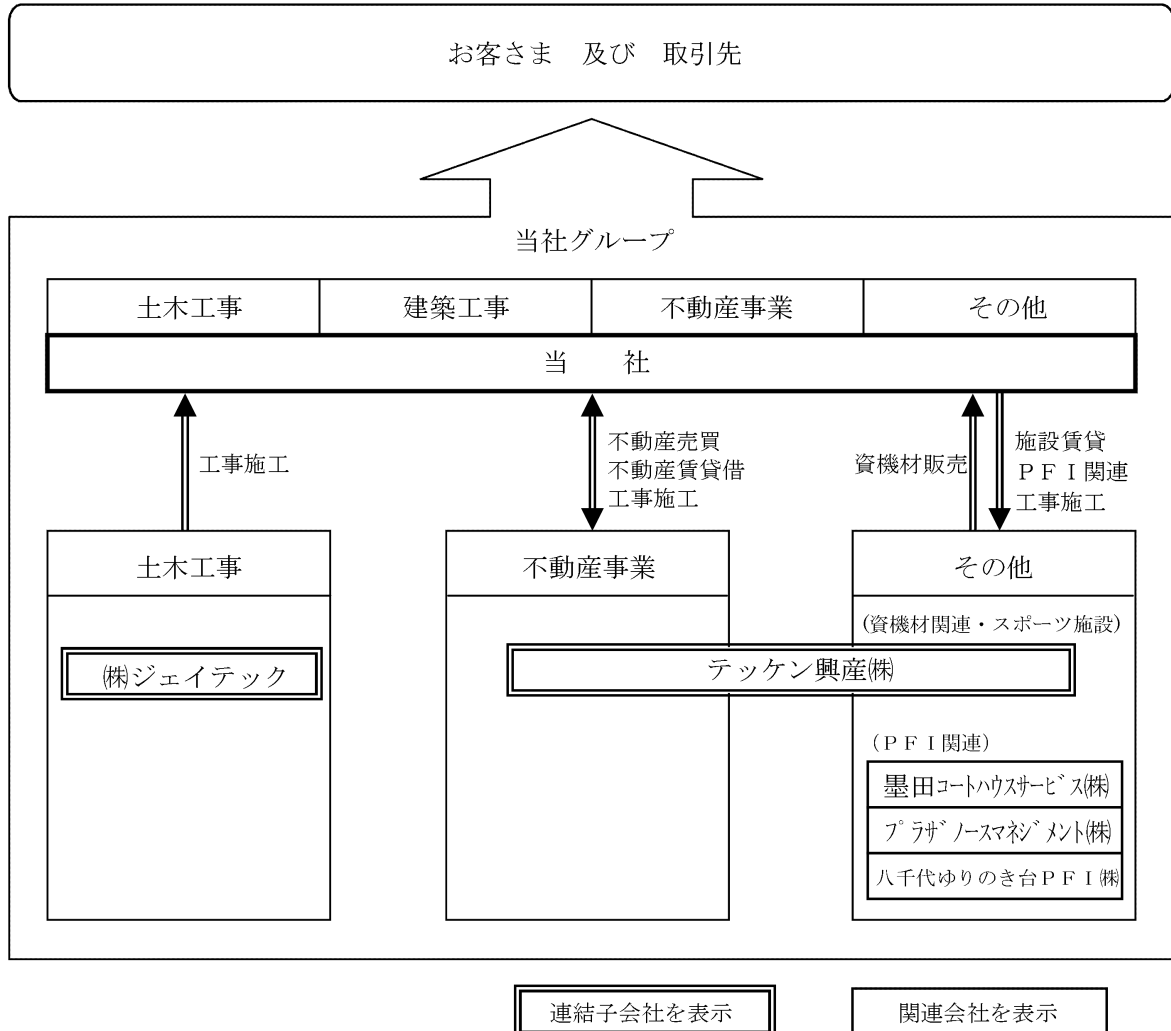 お客さま 及び 取引先
当社グループ
土木工事 建築工事 不動産事業 その他
当 社
工事施工
不動産売買
不動産賃貸借
工事施工
資機材販売
施設賃貸
ＰＦＩ関連
工事施工
土木工事
㈱ジェイテック
不動産事業
その他
(資機材関連・スポーツ施設)
テッケン興産㈱
(ＰＦＩ関連)
墨田ｺｰﾄﾊｳｽｻｰﾋﾞｽ㈱
ﾌﾟﾗｻﾞﾉｰｽﾏﾈｼﾞﾒﾝﾄ㈱
八千代ゆりのき台ＰＦＩ㈱
連結子会社を表示
関連会社を表示